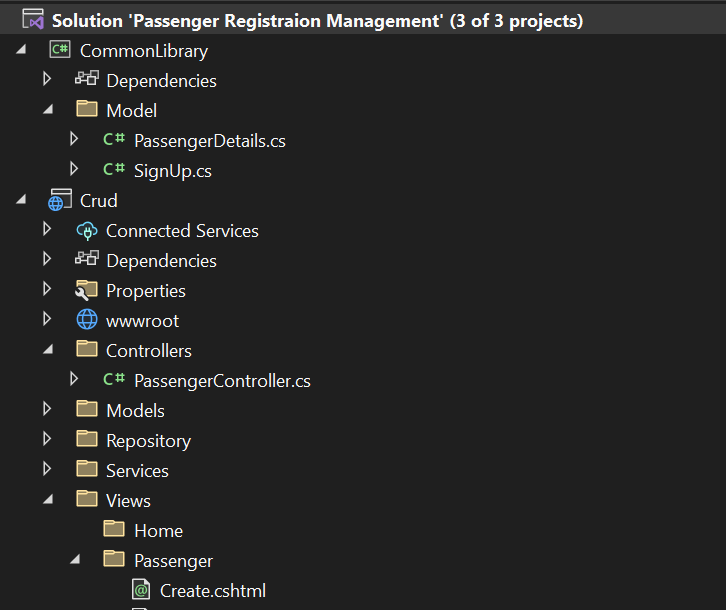 Solution 'Passenger Registraion Management' (3 of 3 projects)
C# CommonLibrary
Dependencies
Model
C# PassengerDetails.cs
C# SignUp.cs
Crud
Connected Services
Dependencies
Properties
wwwroot
Controllers
C# PassengerController.cs
Models
Repository
Services
Views
Home
Passenger
@ Create.cshtml